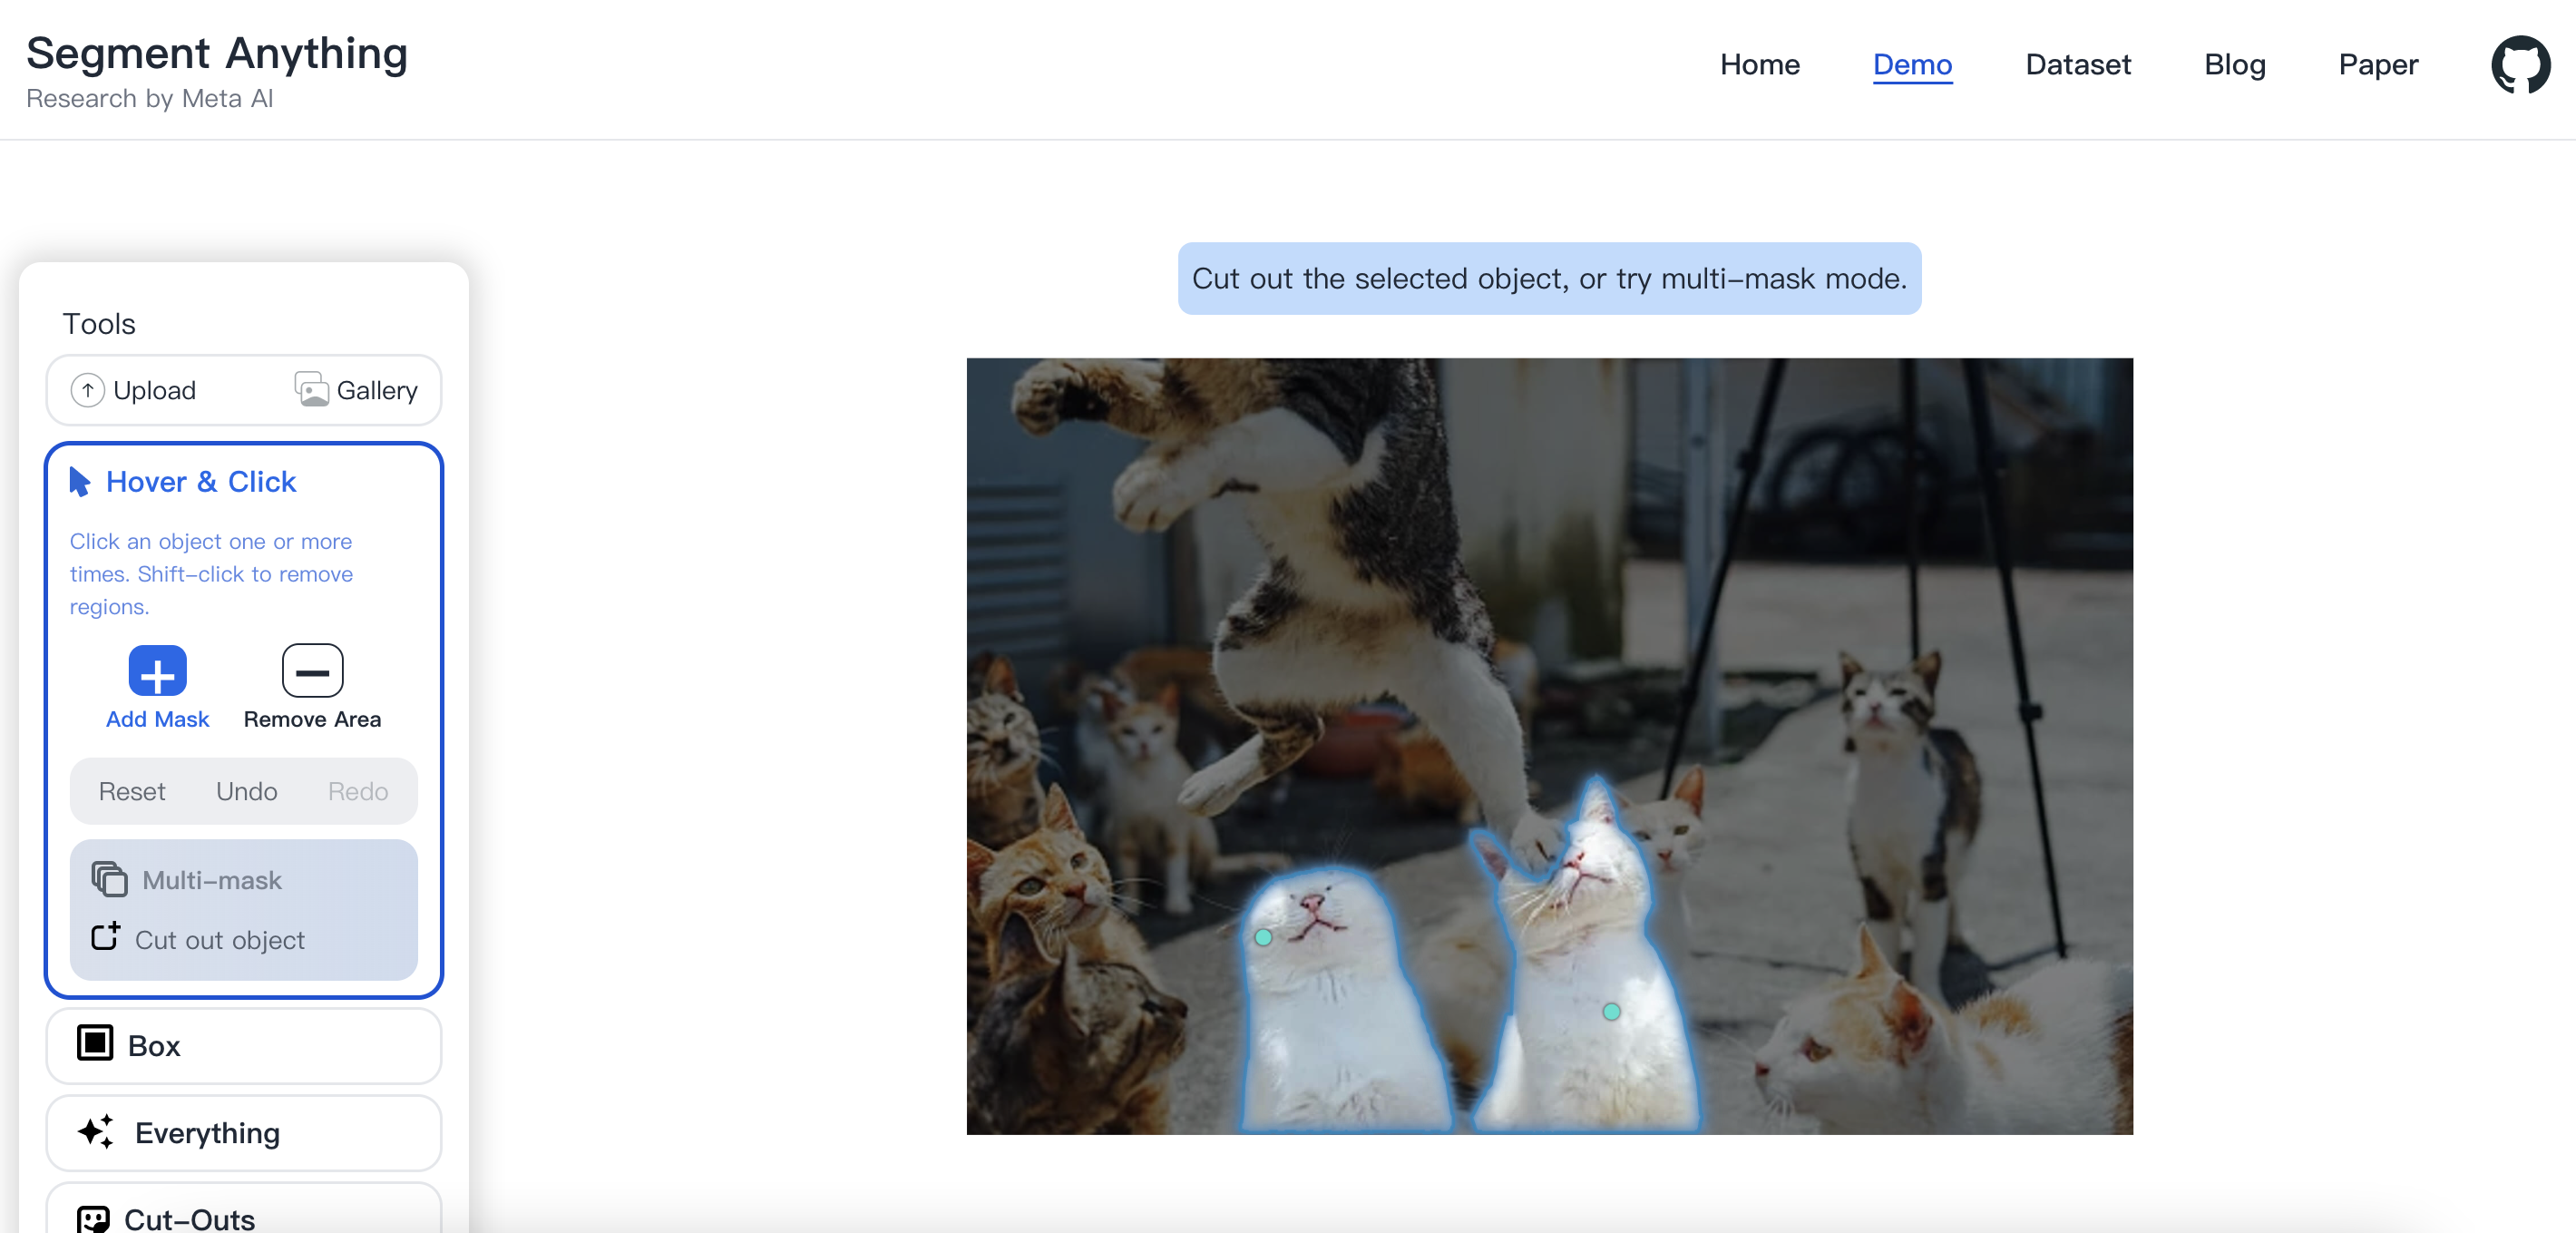 Segment Anything
Research by Meta AI
Home
Demo
Dataset
Blog
Paper
Cut out the selected object, or try multi-mask mode.
Tools
Upload
Gallery
Hover & Click
Click an object one or more
times. Shift-click to remove
regions.
Add Mask
Remove Area
Reset
Undo
Redo
Multi-mask
Cut out object
Box
Everything
Cut-Outs